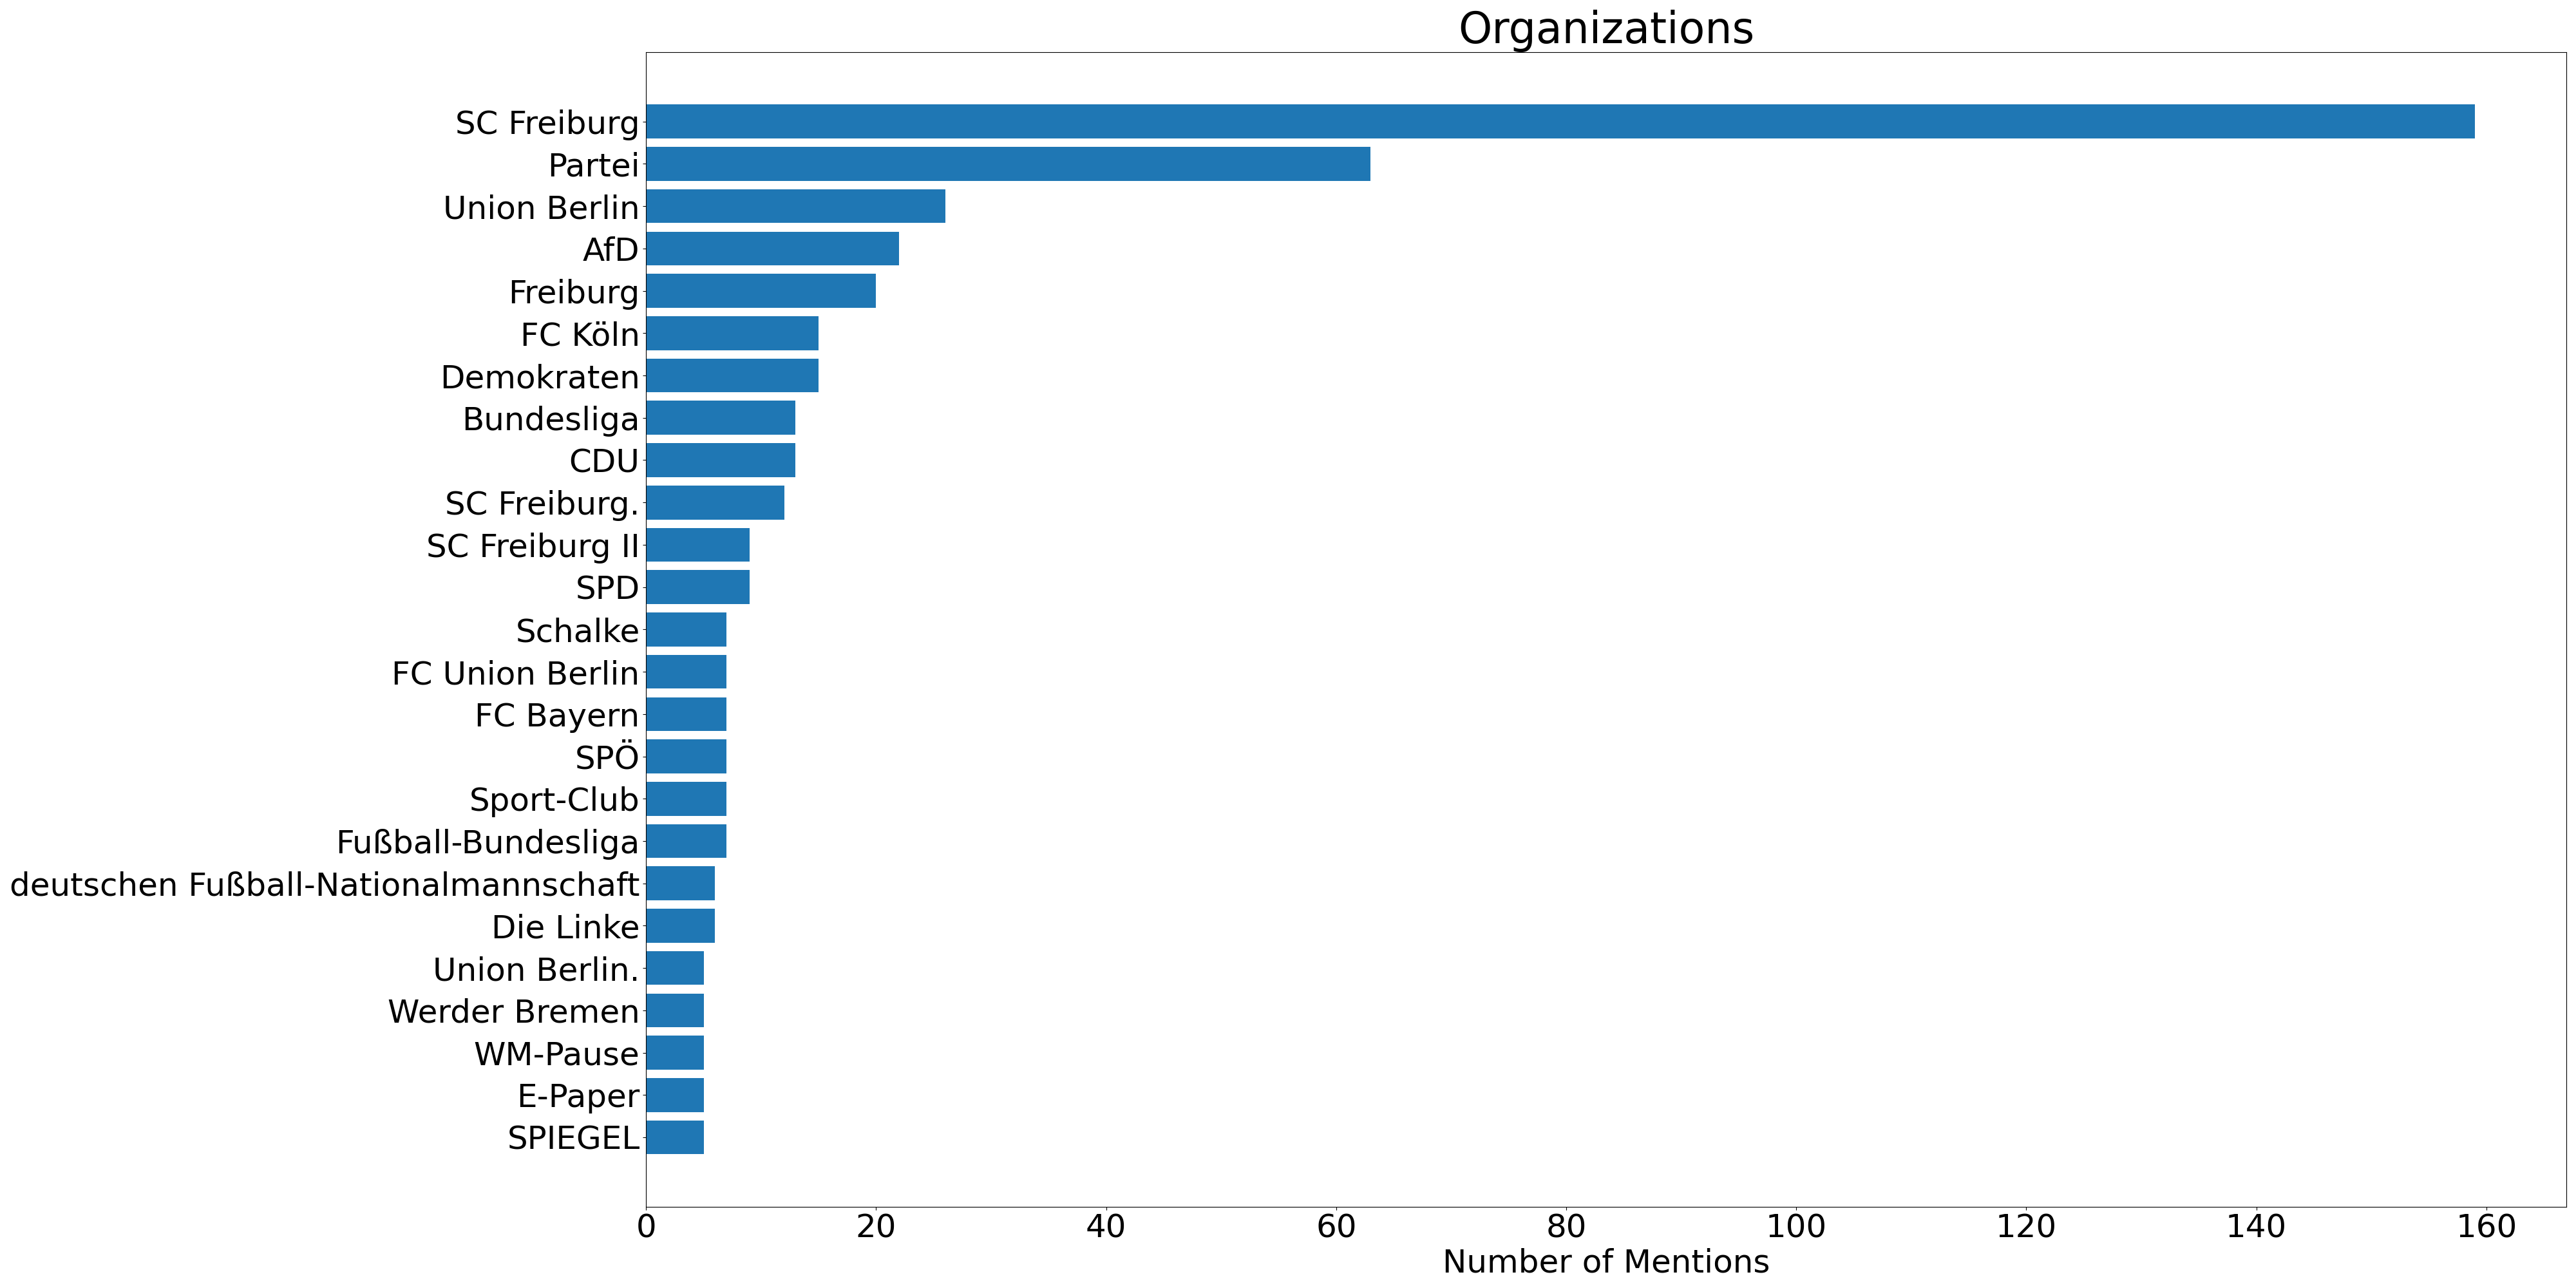 Organizations
SC Freiburg
Partei
Union Berlin
AfD
Freiburg
FC Köln
Demokraten
Bundesliga
CDU
SC Freiburg.
SC Freiburg II
SPD
Schalke
FC Union Berlin
FC Bayern
SPÖ
Sport-Club
Fußball-Bundesliga
deutschen Fußball-Nationalmannschaft
Die Linke
Union Berlin.
Werder Bremen
WM-Pause
E-Paper
SPIEGEL
0 20 40 60 80 100 120 140 160
Number of Mentions